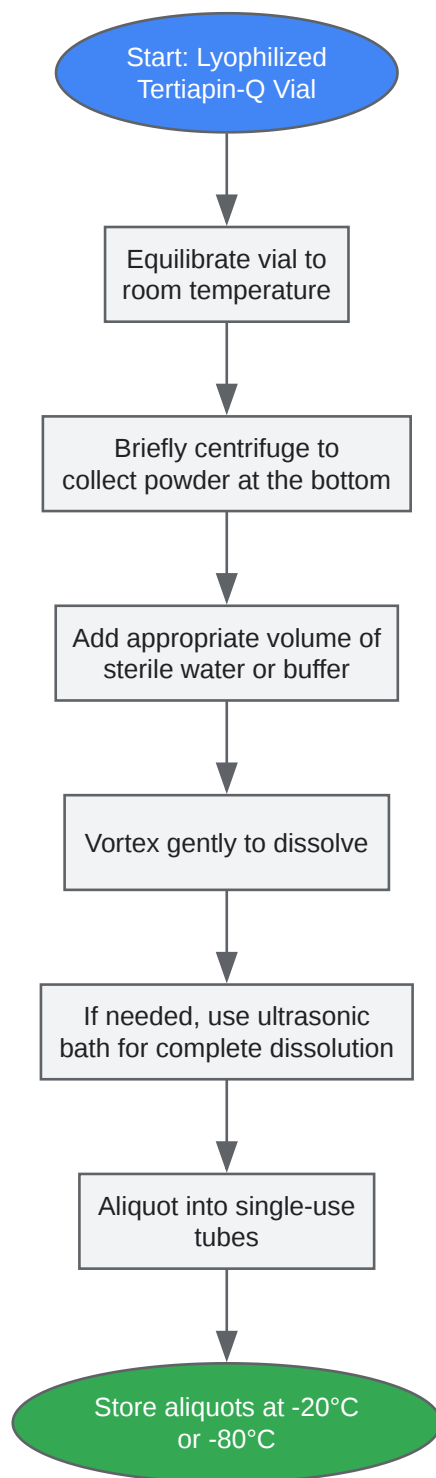 Start: Lyophilized
Tertiapin-Q Vial
Equilibrate vial to
room temperature
Briefly centrifuge to
collect powder at the bottom
Add appropriate volume of
sterile water or buffer
Vortex gently to dissolve
If needed, use ultrasonic
bath for complete dissolution
Aliquot into single-use
tubes
Store aliquots at -20°C
or -80°C